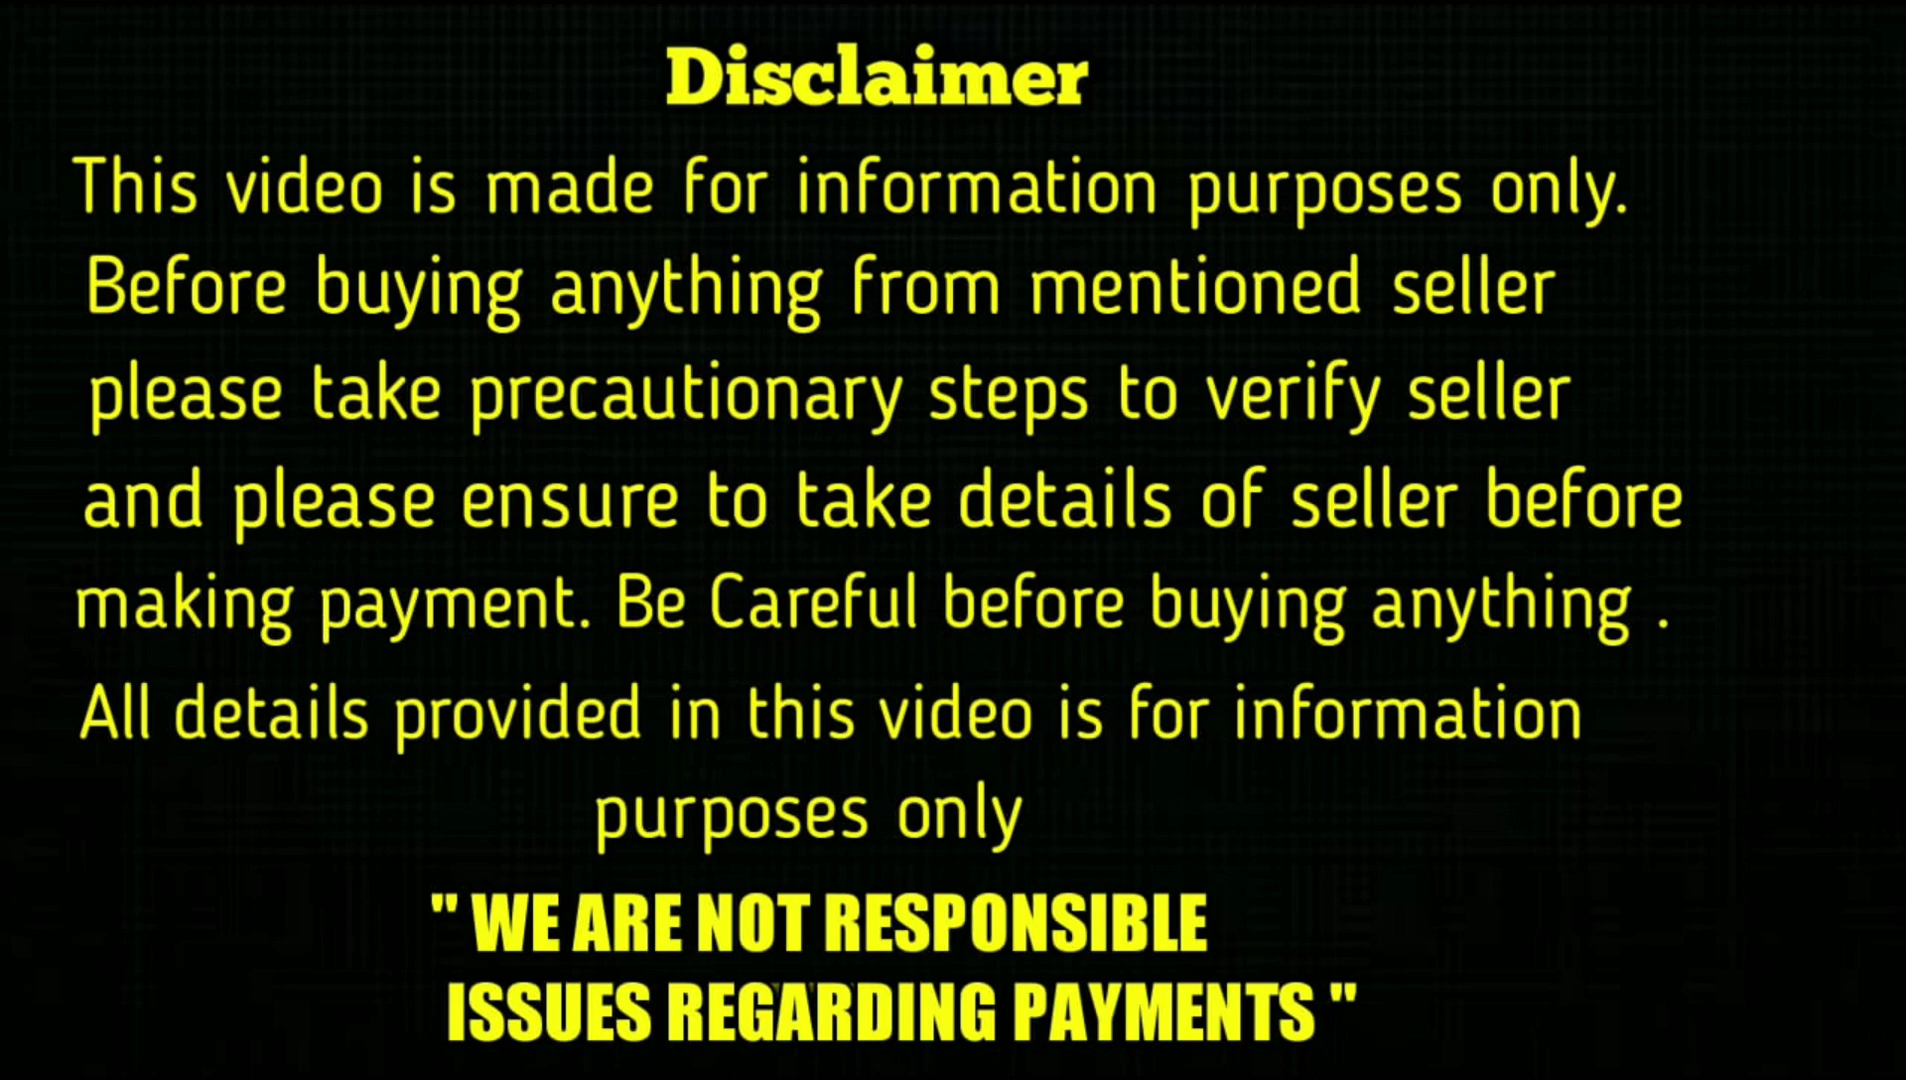 Disclaimer
This video is made for information purposes only.
Before buying anything from mentioned seller
please take precautionary steps to verify seller
and please ensure to take details of seller before
making payment. Be Careful before buying anything .
All details provided in this video is for information
purposes only
" WE ARE NOT RESPONSIBLE
ISSUES REGARDING PAYMENTS "